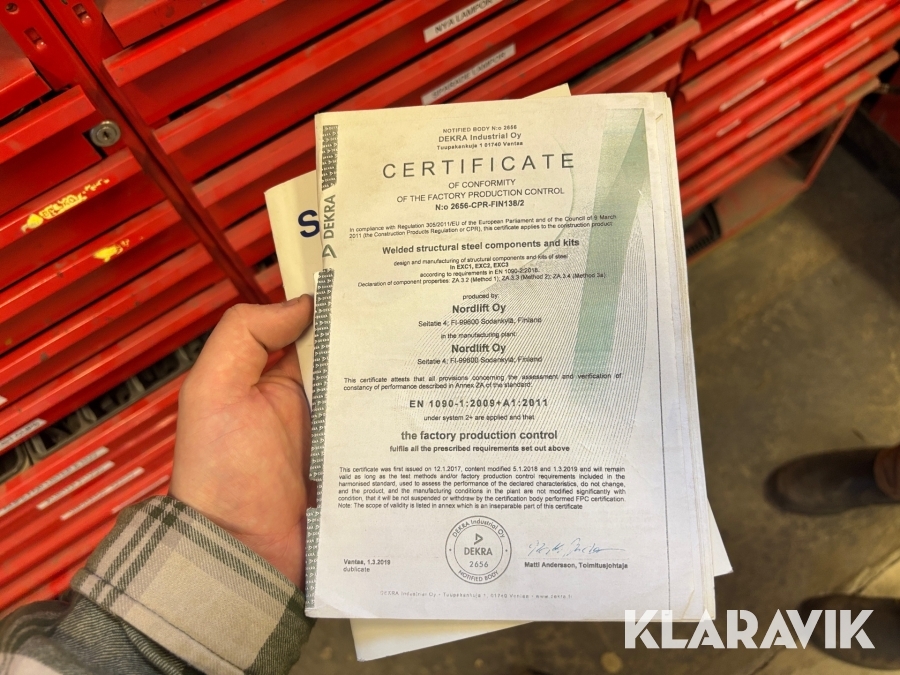 NYA LAMPOR
NOTIFIED BODY N:o 2656
DEKRA Industrial Oy
Tuupakankuja 1 01740 Vantaa
CERTIFICATE
OF CONFORMITY
OF THE FACTORY PRODUCTION CONTROL
N:o 2656-CPR-FIN138/2
In compliance with Regulation 305/2011/EU of the European Parliament and of the Council of 9 March
2011 (the Construction Products Regulation or CPR), this certificate applies to the construction product
Welded structural steel components and kits
design and manufacturing of structural components and kits of steel
in EXC1, EXC2, EXC3
according to requirements in EN 1090-2:2018.
Declaration of component properties: ZA.3.2 (Method 1); ZA.3.3 (Method 2); ZA.3.4 (Method 3a)
produced by:
Nordlift Oy
Seitatie 4; FI-99600 Sodankylä, Finland
in the manufacturing plant:
Nordlift Oy
Seitatie 4; FI-99600 Sodankylä, Finland
This certificate attests that all provisions concerning the assessment and verification of
constancy of performance described in Annex ZA of the standard:
EN 1090-1:2009+A1:2011
under system 2+ are applied and that
the factory production control
fulfils all the prescribed requirements set out above
This certificate was first issued on 12.1.2017, content modified 5.1.2018 and 1.3.2019 and will remain
valid as long as the test methods and/or factory production control requirements included in the
harmonised standard, used to assess the performance of the declared characteristics, do not change,
and the product, and the manufacturing conditions in the plant are not modified significantly with
condition, that it will be not suspended or withdraw by the certification body performed FPC certification.
Note: The scope of validity is listed in annex which is an inseparable part of this certificate
DEKRA Industrial Oy
DEKRA
2656
NOTIFIED BODY
Vantaa, 1.3.2019
dublicate
Matti Andersson, Toimitusjohtaja
DEKRA Industrial Oy
DEKRA
S
KLARAVIK